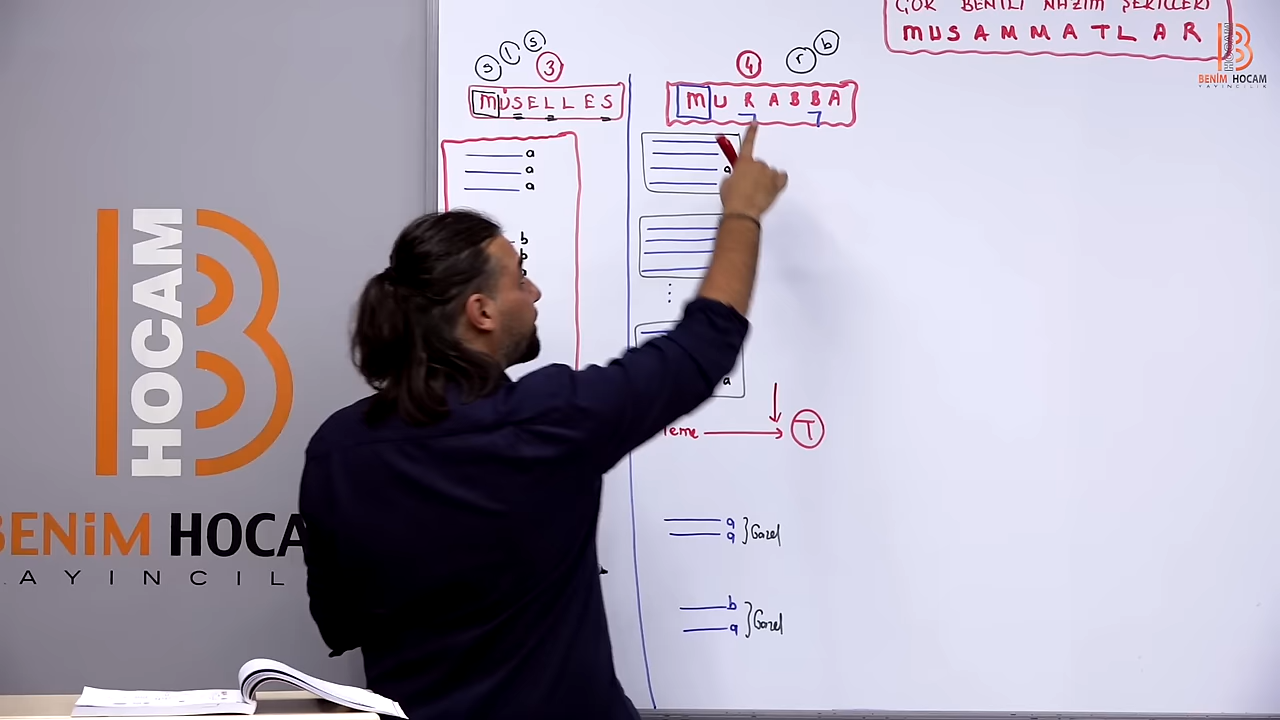 ÇOK BENTLİ NAZIM ŞEKİLLERİ
MUSAMMATLAR
BENİM HOCAM
YAYINCILIK
s l s 3
MÜSELLES
4 r b
MURABBA
a
a
a
a
b
b
a
T
a
a } Gazel
b
a } Gazel
B HOCAM
BENİM HOCA
AYINCIL